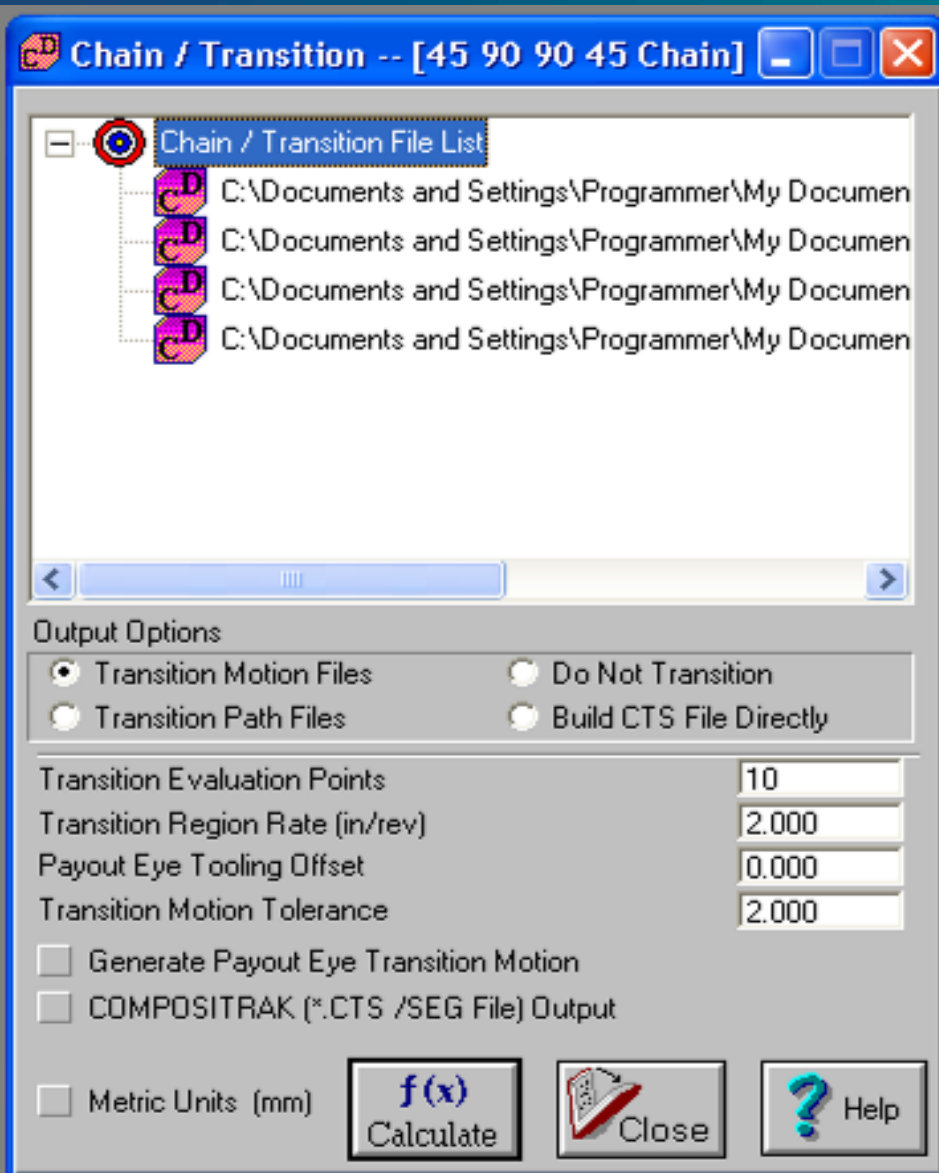 Chain / Transition -- [45 90 90 45 Chain]
Chain / Transition File List
CD C:\Documents and Settings\Programmer\My Documen
CD C:\Documents and Settings\Programmer\My Documen
CD C:\Documents and Settings\Programmer\My Documen
CD C:\Documents and Settings\Programmer\My Documen
Output Options
Transition Motion Files Do Not Transition
Transition Path Files Build CTS File Directly
Transition Evaluation Points 10
Transition Region Rate (in/rev) 2.000
Payout Eye Tooling Offset 0.000
Transition Motion Tolerance 2.000
Generate Payout Eye Transition Motion
COMPOSITRAK (*.CTS /SEG File) Output
Metric Units (mm)
f(x)
Calculate
Close
Help